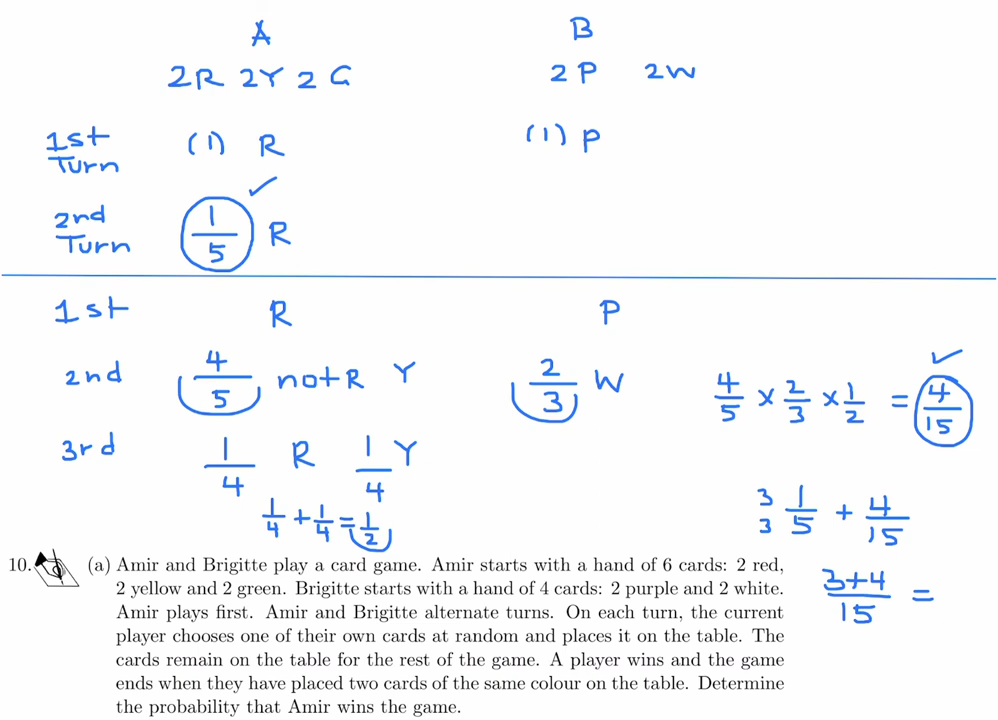 A B
2R 2Y 2G 2P 2W
1st Turn (1) R (1) P
2nd Turn 1/5 R ✓
1st R P
2nd 4/5 not R Y 2/3 W 4/5 × 2/3 × 1/2 = 4/15 ✓
3rd 1/4 R 1/4 Y
1/4 + 1/4 = 1/2
3/3 1/5 + 4/15
3+4/15 =
10. (a) Amir and Brigitte play a card game. Amir starts with a hand of 6 cards: 2 red,
2 yellow and 2 green. Brigitte starts with a hand of 4 cards: 2 purple and 2 white.
Amir plays first. Amir and Brigitte alternate turns. On each turn, the current
player chooses one of their own cards at random and places it on the table. The
cards remain on the table for the rest of the game. A player wins and the game
ends when they have placed two cards of the same colour on the table. Determine
the probability that Amir wins the game.